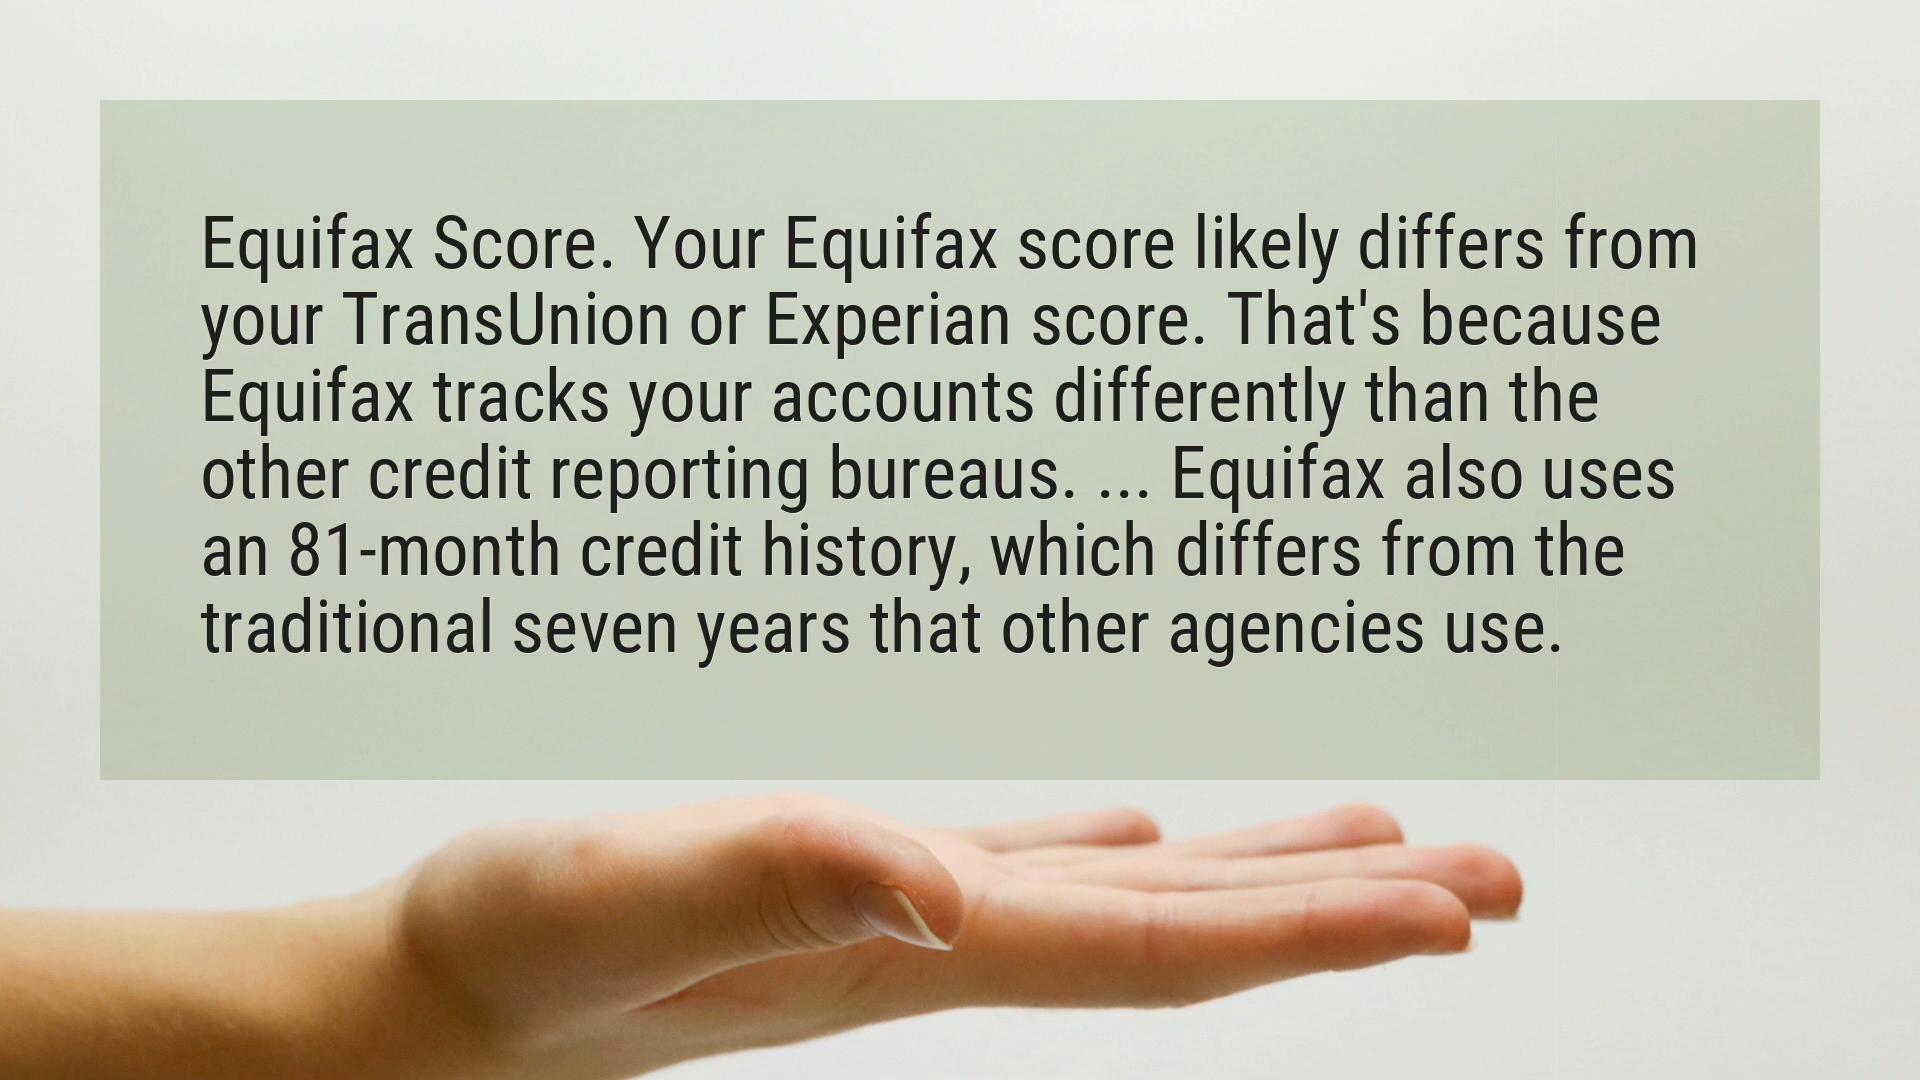 Equifax Score. Your Equifax score likely differs from
your TransUnion or Experian score. That's because
Equifax tracks your accounts differently than the
other credit reporting bureaus. ... Equifax also uses
an 81-month credit history, which differs from the
traditional seven years that other agencies use.